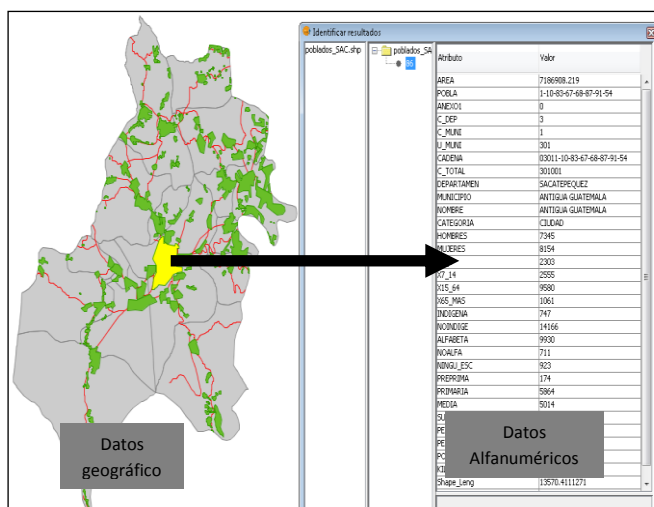 Identificar resultados
poblados_SAC.shp
poblados_SA
86
Atributo Valor
AREA 7186908.219
POBLA 1-10-83-67-68-87-91-54
ANEXO1 0
C_DEP 3
C_MUNI 1
U_MUNI 301
CADENA 03011-10-83-67-68-87-91-54
C_TOTAL 301001
DEPARTAMEN SACATEPEQUEZ
MUNICIPIO ANTIGUA GUATEMALA
NOMBRE ANTIGUA GUATEMALA
CATEGORIA CIUDAD
HOMBRES 7345
MUJERES 8154
2303
X7_14 2555
X15_64 9580
X65_MAS 1061
INDIGENA 747
NOINDIGE 14166
ALFABETA 9930
NOALFA 711
NINGU_ESC 923
PREPRIMA 174
PRIMARIA 5864
MEDIA 5014
Shape_Leng 13570.4111271
Datos
geográfico
Datos
Alfanuméricos